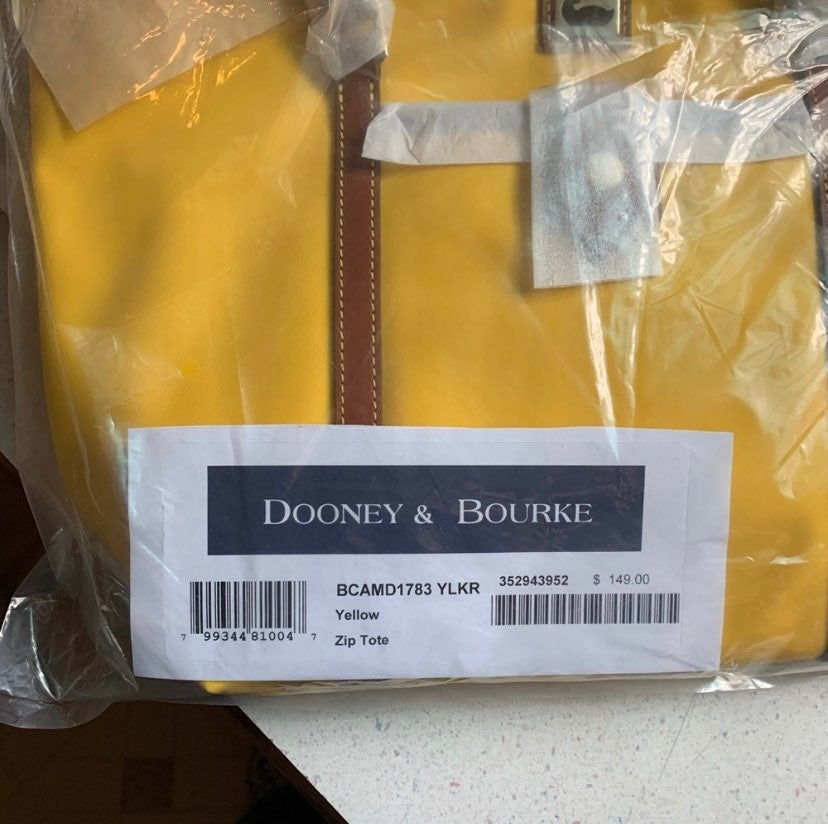 DOONEY & BOURKE
BCAMD1783 YLKR
Yellow
Zip Tote
352943952 $ 149.00
7 99344 81004 7